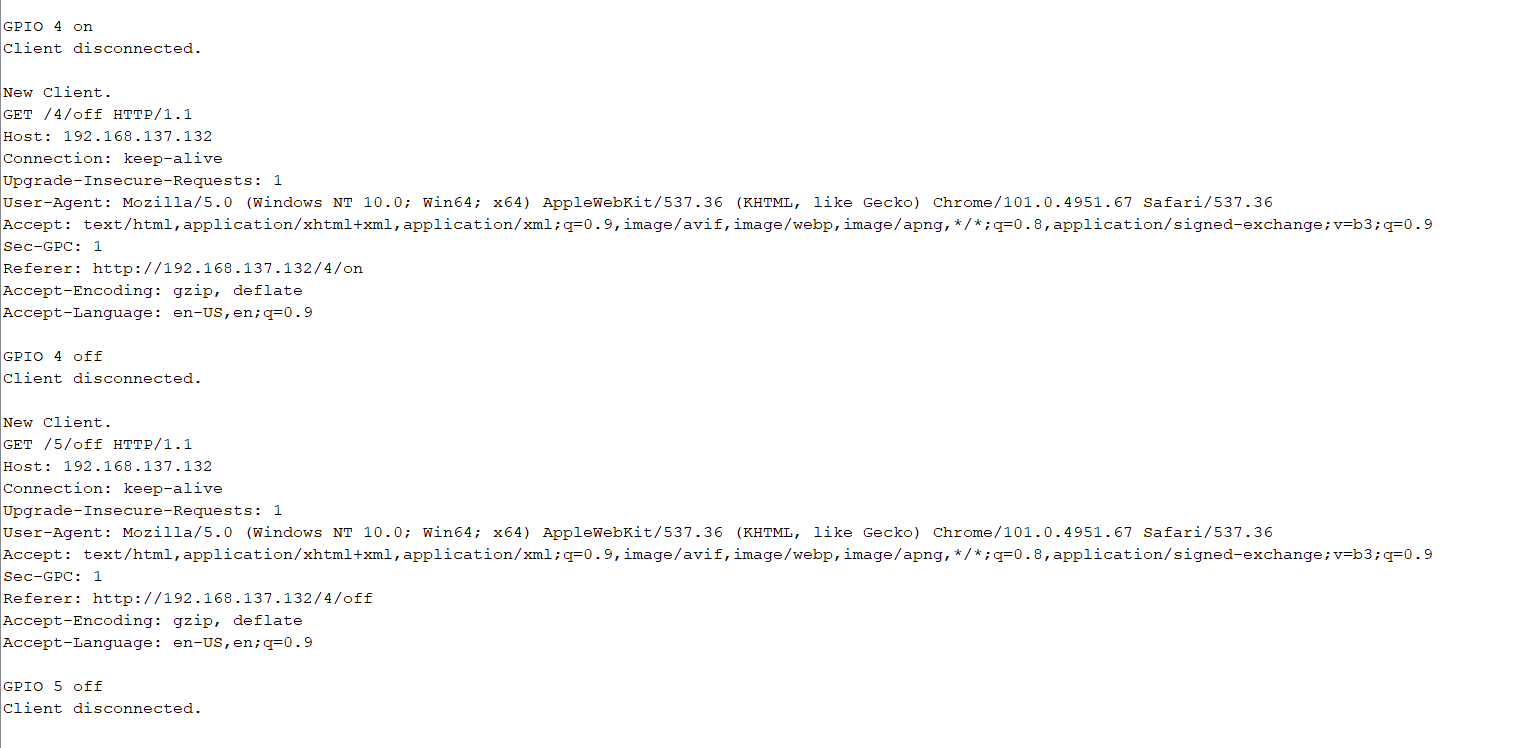 GPIO 4 on
Client disconnected.
New Client.
GET /4/off HTTP/1.1
Host: 192.168.137.132
Connection: keep-alive
Upgrade-Insecure-Requests: 1
User-Agent: Mozilla/5.0 (Windows NT 10.0; Win64; x64) AppleWebKit/537.36 (KHTML, like Gecko) Chrome/101.0.4951.67 Safari/537.36
Accept: text/html,application/xhtml+xml,application/xml;q=0.9,image/avif,image/webp,image/apng,*/*;q=0.8,application/signed-exchange;v=b3;q=0.9
Sec-GPC: 1
Referer: http://192.168.137.132/4/on
Accept-Encoding: gzip, deflate
Accept-Language: en-US,en;q=0.9
GPIO 4 off
Client disconnected.
New Client.
GET /5/off HTTP/1.1
Host: 192.168.137.132
Connection: keep-alive
Upgrade-Insecure-Requests: 1
User-Agent: Mozilla/5.0 (Windows NT 10.0; Win64; x64) AppleWebKit/537.36 (KHTML, like Gecko) Chrome/101.0.4951.67 Safari/537.36
Accept: text/html,application/xhtml+xml,application/xml;q=0.9,image/avif,image/webp,image/apng,*/*;q=0.8,application/signed-exchange;v=b3;q=0.9
Sec-GPC: 1
Referer: http://192.168.137.132/4/off
Accept-Encoding: gzip, deflate
Accept-Language: en-US,en;q=0.9
GPIO 5 off
Client disconnected.